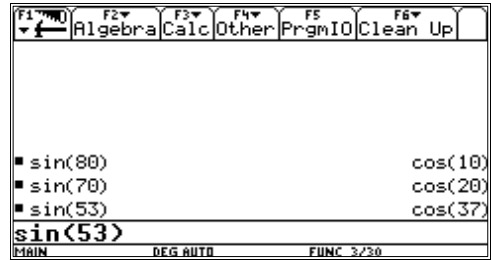 F1 F2 F3 F4 F5 F6
Algebra Calc Other PrgmIO Clean Up
sin(80) cos(10)
sin(70) cos(20)
sin(53) cos(37)
sin(53)
MAIN DEG AUTO FUNC 3/30